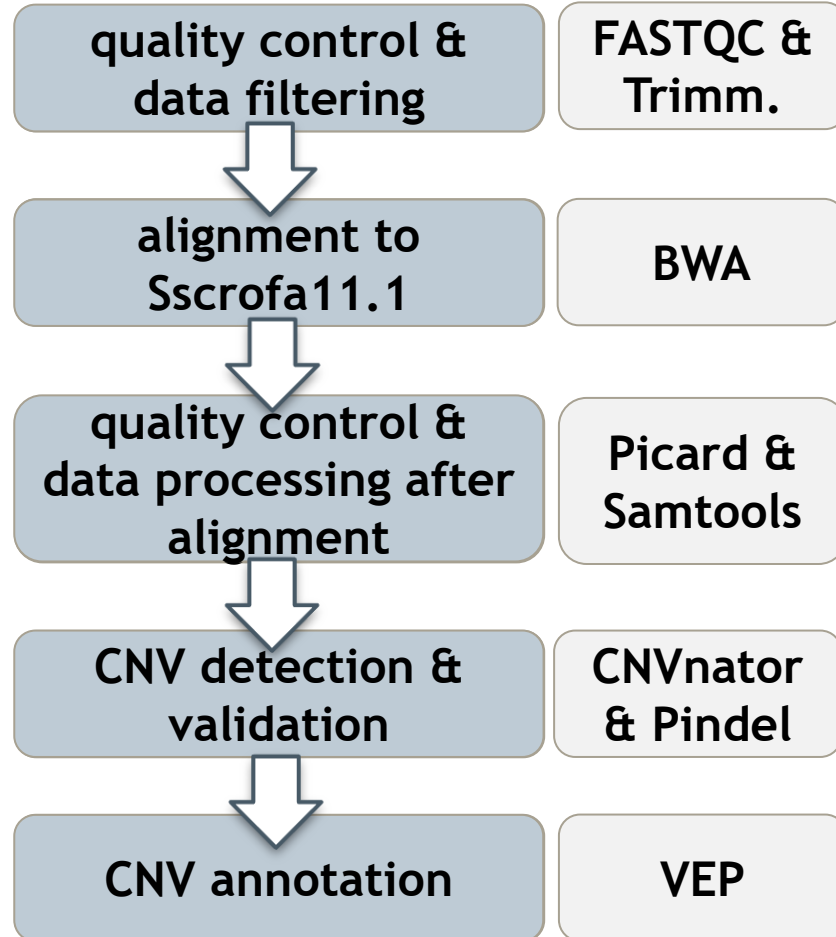 quality control &
data filtering
FASTQC &
Trimm.
alignment to
Sscrofa11.1
BWA
quality control &
data processing after
alignment
Picard &
Samtools
CNV detection &
validation
CNVnator
& Pindel
CNV annotation
VEP